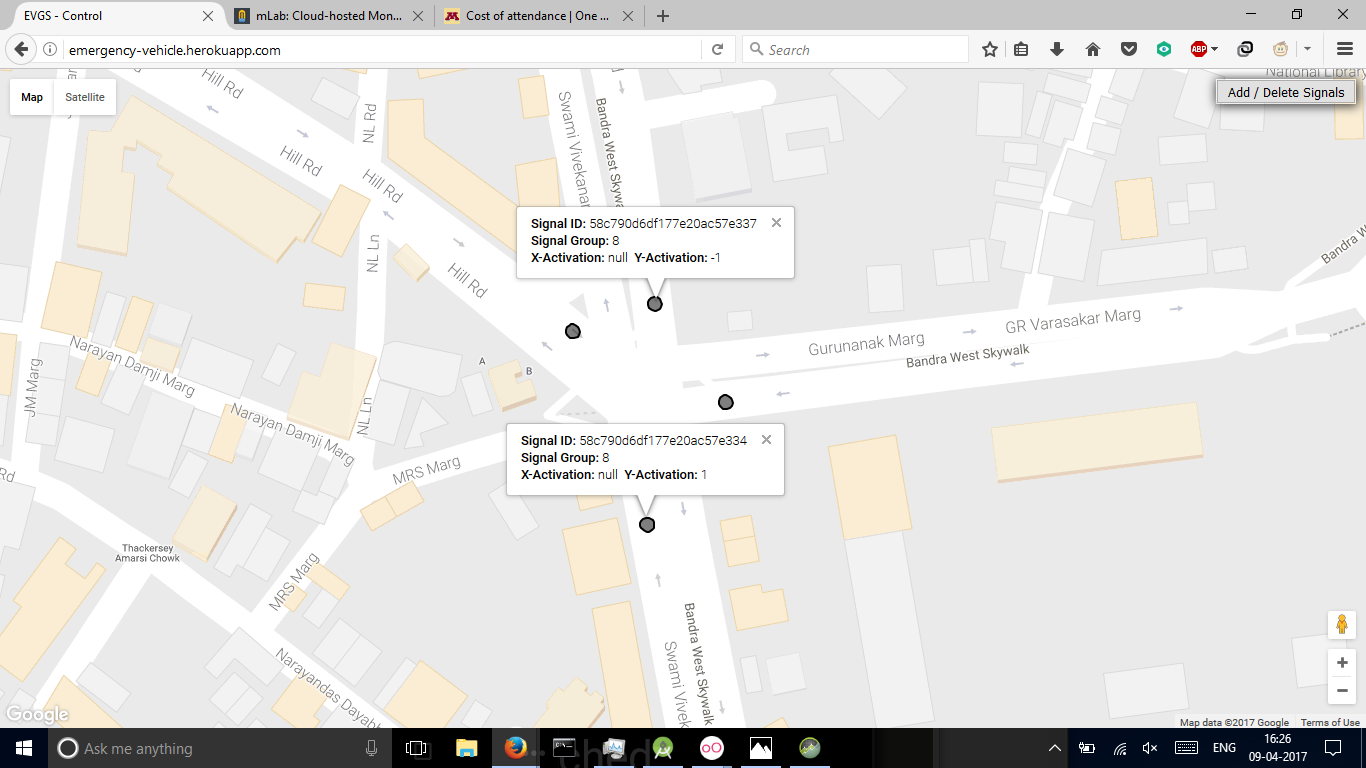 EVGS - Control
mLab: Cloud-hosted Mon...
Cost of attendance | One ...
emergency-vehicle.herokuapp.com
Search
ABP
Map Satellite
National Library
Add / Delete Signals
Hill Rd
NL Rd
Swami Vivekanan
Bandra West Skywa
Hill Rd
Hill Rd
Signal ID: 58c790d6df177e20ac57e337
Signal Group: 8
X-Activation: null Y-Activation: -1
NL Ln
Hill Rd
Bandra We
GR Varasakar Marg
Gurunanak Marg
Bandra West Skywalk
Narayan Damji Marg
JM Marg
A
B
NL Ln
Narayan Damji Marg
Signal ID: 58c790d6df177e20ac57e334
Signal Group: 8
X-Activation: null Y-Activation: 1
MRS Marg
Rd
Thackersey
Amarsi Chowk
MRS Marg
Bandra West Skywalk
Swami Vivekan
Narayandas Dayabh
Google
Map data ©2017 Google
Terms of Use
Ask me anything
ched
ENG
16:26
09-04-2017